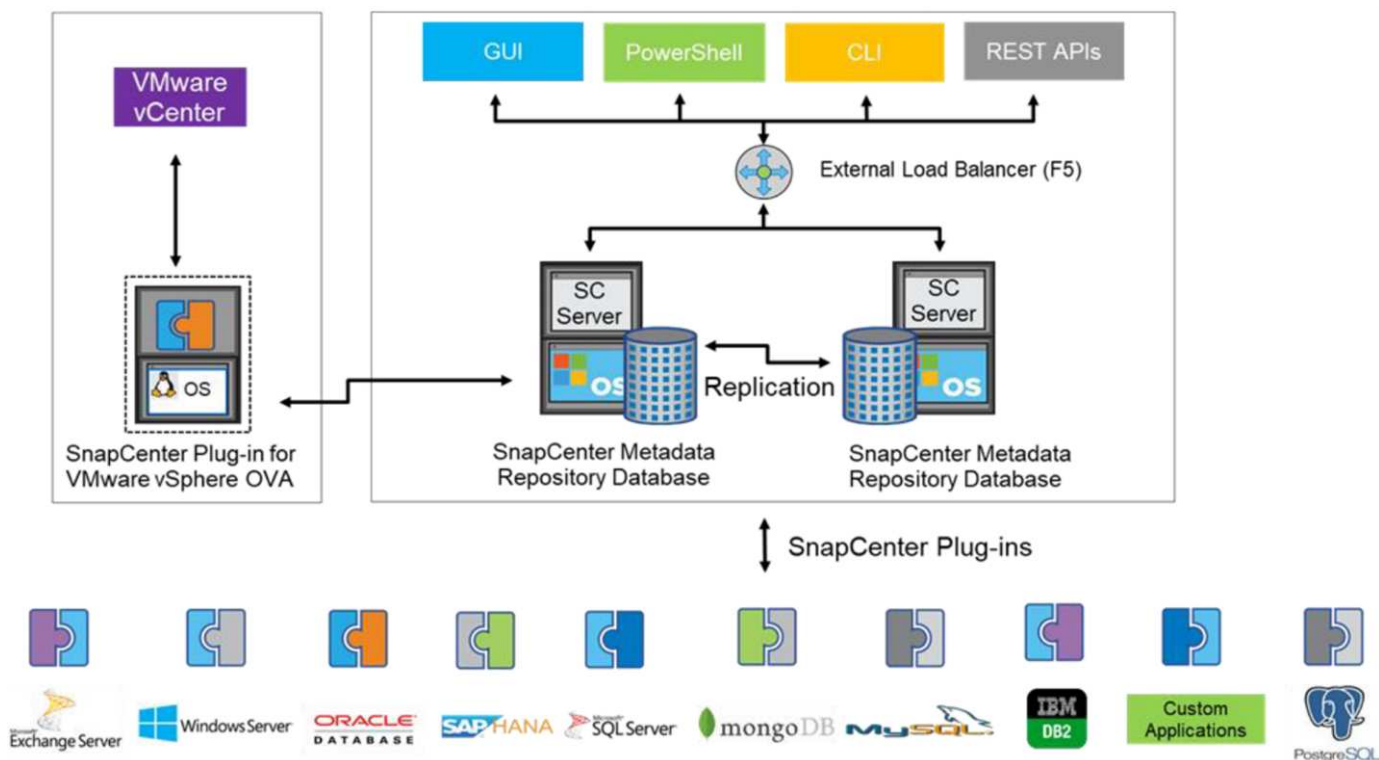 VMware
vCenter
OS
SnapCenter Plug-in for
VMware vSphere OVA
GUI
PowerShell
CLI
REST APIs
External Load Balancer (F5)
SC
Server
OS
SC
Server
OS
Replication
SnapCenter Metadata
Repository Database
SnapCenter Metadata
Repository Database
SnapCenter Plug-ins
Microsoft
Exchange Server
Windows Server
ORACLE
DATABASE
SAP HANA
Microsoft
SQL Server
mongoDB
MySQL
IBM
DB2
Custom
Applications
PostgreSQL